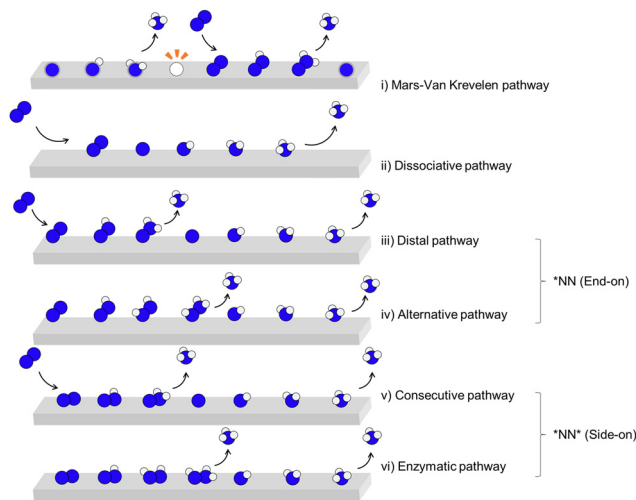 i) Mars-Van Krevelen pathway
ii) Dissociative pathway
iii) Distal pathway
*NN (End-on)
iv) Alternative pathway
v) Consecutive pathway
*NN* (Side-on)
vi) Enzymatic pathway